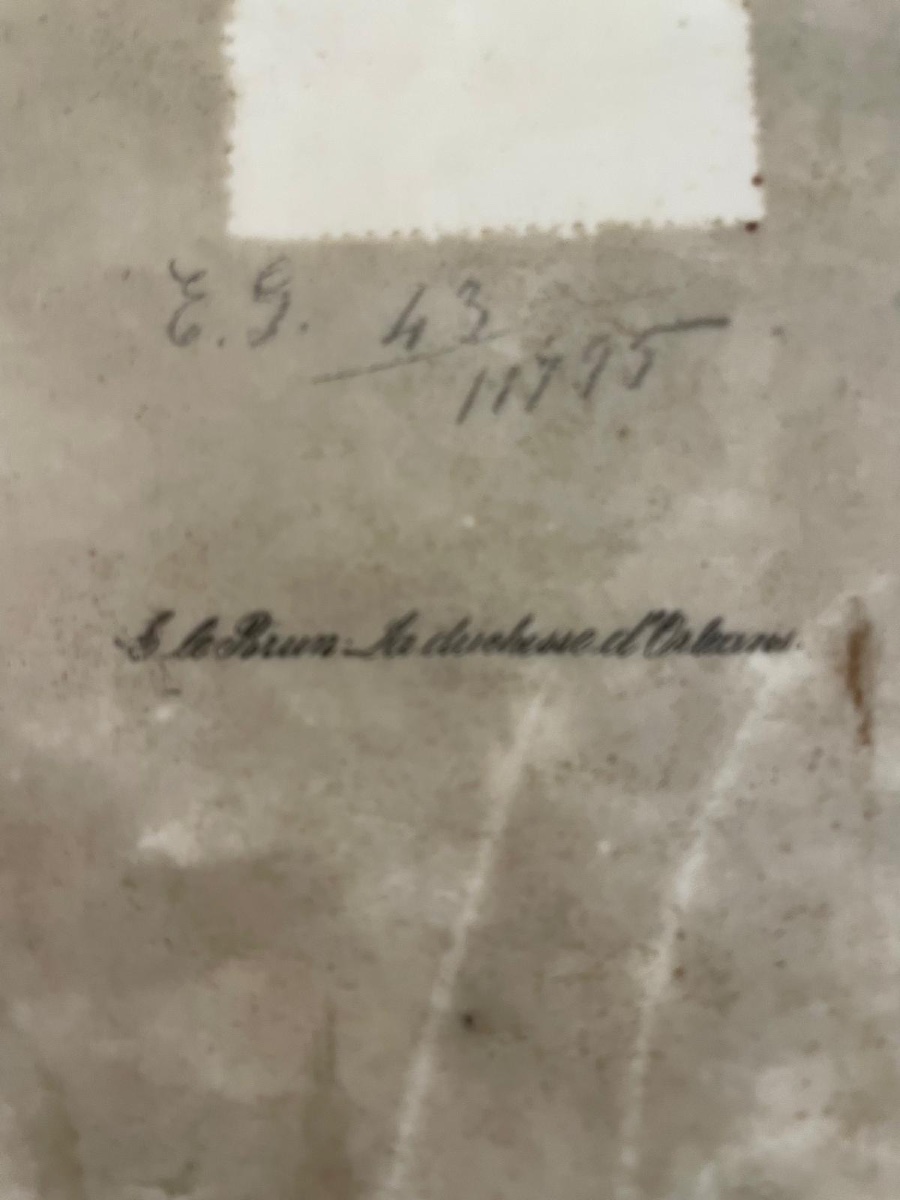 E. G. 43
11795
E le Brun. La duchesse d'Orleans.